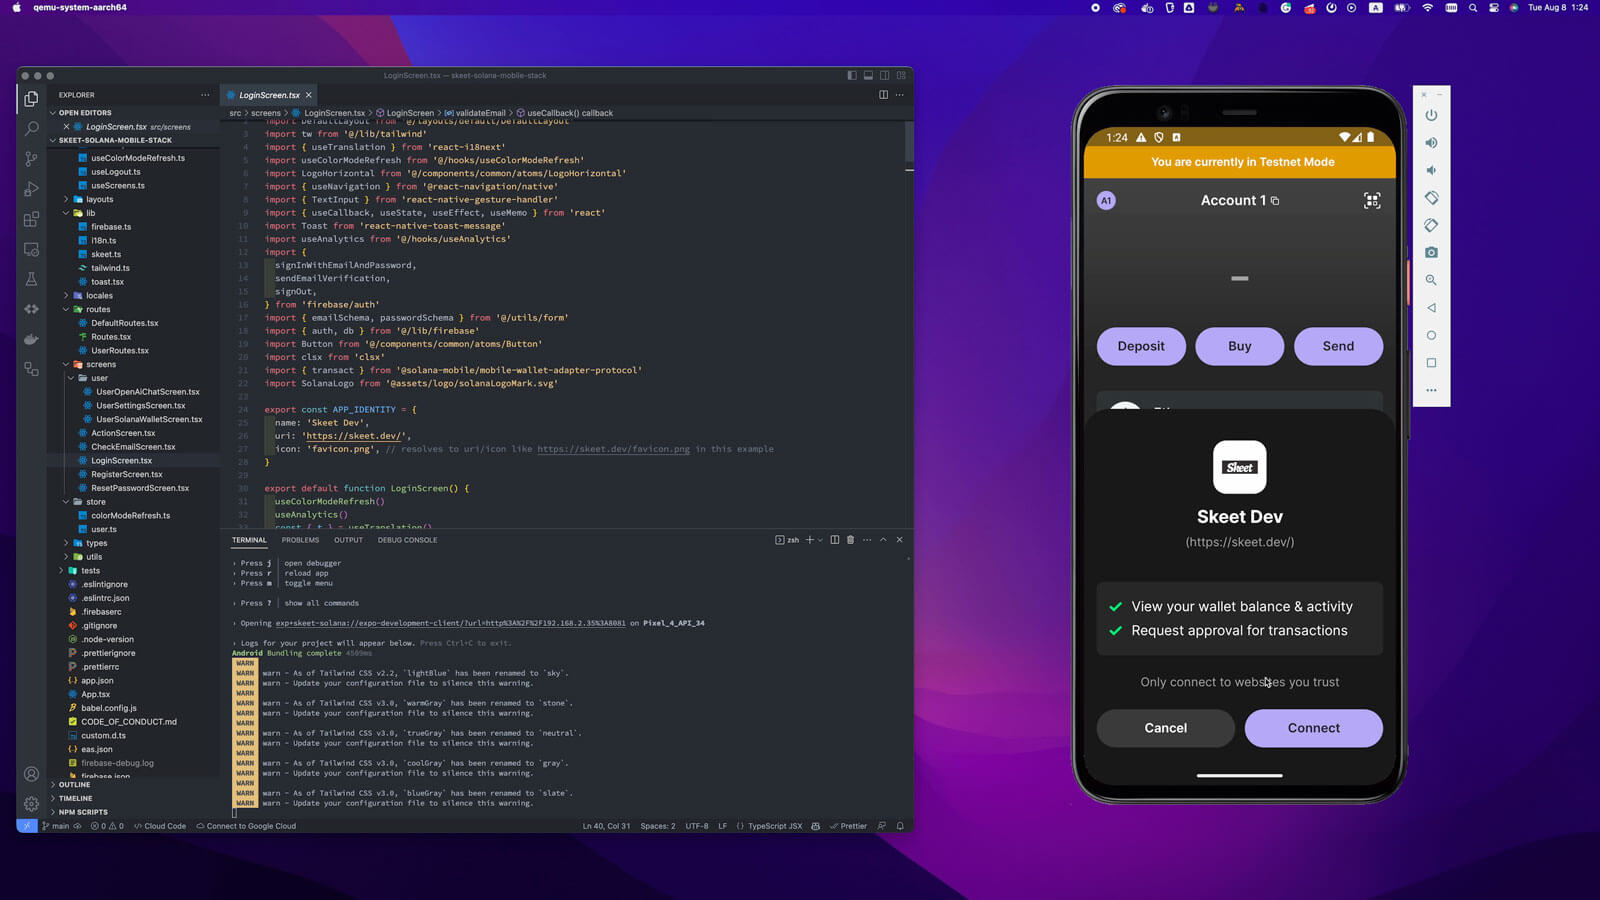 qemu-system-aarch64
Tue Aug 8 1:24
LoginScreen.tsx — skeet-solana-mobile-stack
EXPLORER
OPEN EDITORS
LoginScreen.tsx src/screens
SKEET-SOLANA-MOBILE-STACK
useColorModeRefresh.ts
useLogout.ts
useScreens.ts
layouts
lib
firebase.ts
i18n.ts
skeet.ts
tailwind.ts
toast.tsx
locales
routes
DefaultRoutes.tsx
Routes.tsx
UserRoutes.tsx
screens
user
UserOpenAiChatScreen.tsx
UserSettingsScreen.tsx
UserSolanaWalletScreen.tsx
ActionScreen.tsx
CheckEmailScreen.tsx
LoginScreen.tsx
RegisterScreen.tsx
ResetPasswordScreen.tsx
store
colorModeRefresh.ts
user.ts
types
utils
tests
.eslintignore
.eslintrc.json
.firebaserc
.gitignore
.node-version
.prettierignore
.prettierrc
app.json
App.tsx
babel.config.js
CODE_OF_CONDUCT.md
custom.d.ts
eas.json
firebase-debug.log
firebase.json
OUTLINE
TIMELINE
NPM SCRIPTS
LoginScreen.tsx
src > screens > LoginScreen.tsx > LoginScreen > validateEmail > useCallback() callback
2 import DefaultLayout from '@/layouts/default/DefaultLayout'
3 import tw from '@/lib/tailwind'
4 import { useTranslation } from 'react-i18next'
5 import useColorModeRefresh from '@/hooks/useColorModeRefresh'
6 import LogoHorizontal from '@/components/common/atoms/LogoHorizontal'
7 import { useNavigation } from '@react-navigation/native'
8 import { TextInput } from 'react-native-gesture-handler'
9 import { useCallback, useState, useEffect, useMemo } from 'react'
10 import Toast from 'react-native-toast-message'
11 import useAnalytics from '@/hooks/useAnalytics'
12 import {
13 signInWithEmailAndPassword,
14 sendEmailVerification,
15 signOut,
16 } from 'firebase/auth'
17 import { emailSchema, passwordSchema } from '@/utils/form'
18 import { auth, db } from '@/lib/firebase'
19 import Button from '@/components/common/atoms/Button'
20 import clsx from 'clsx'
21 import { transact } from '@solana-mobile/mobile-wallet-adapter-protocol'
22 import SolanaLogo from '@assets/logo/solanaLogoMark.svg'
23
24 export const APP_IDENTITY = {
25 name: 'Skeet Dev',
26 uri: 'https://skeet.dev/',
27 icon: 'favicon.png', // resolves to uri/icon like https://skeet.dev/favicon.png in this example
28 }
29
30 export default function LoginScreen() {
31 useColorModeRefresh()
32 useAnalytics()
33 const { t } = useTranslation()
TERMINAL PROBLEMS OUTPUT DEBUG CONSOLE
zsh
› Press j │ open debugger
› Press r │ reload app
› Press m │ toggle menu
› Press ? │ show all commands
› Opening exp+skeet-solana://expo-development-client/?url=http%3A%2F%2F192.168.2.35%3A8081 on Pixel_4_API_34
› Logs for your project will appear below. Press Ctrl+C to exit.
Android Bundling complete 4509ms
WARN
WARN warn - As of Tailwind CSS v2.2, `lightBlue` has been renamed to `sky`.
WARN warn - Update your configuration file to silence this warning.
WARN
WARN warn - As of Tailwind CSS v3.0, `warmGray` has been renamed to `stone`.
WARN warn - Update your configuration file to silence this warning.
WARN
WARN warn - As of Tailwind CSS v3.0, `trueGray` has been renamed to `neutral`.
WARN warn - Update your configuration file to silence this warning.
WARN
WARN warn - As of Tailwind CSS v3.0, `coolGray` has been renamed to `gray`.
WARN warn - Update your configuration file to silence this warning.
WARN
WARN warn - As of Tailwind CSS v3.0, `blueGray` has been renamed to `slate`.
WARN warn - Update your configuration file to silence this warning.
main 0 0 Cloud Code Connect to Google Cloud
Ln 40, Col 31 Spaces: 2 UTF-8 LF TypeScript JSX Prettier
1:24
You are currently in Testnet Mode
A1 Account 1
Deposit Buy Send
Skeet
Skeet Dev
(https://skeet.dev/)
View your wallet balance & activity
Request approval for transactions
Only connect to websites you trust
Cancel Connect